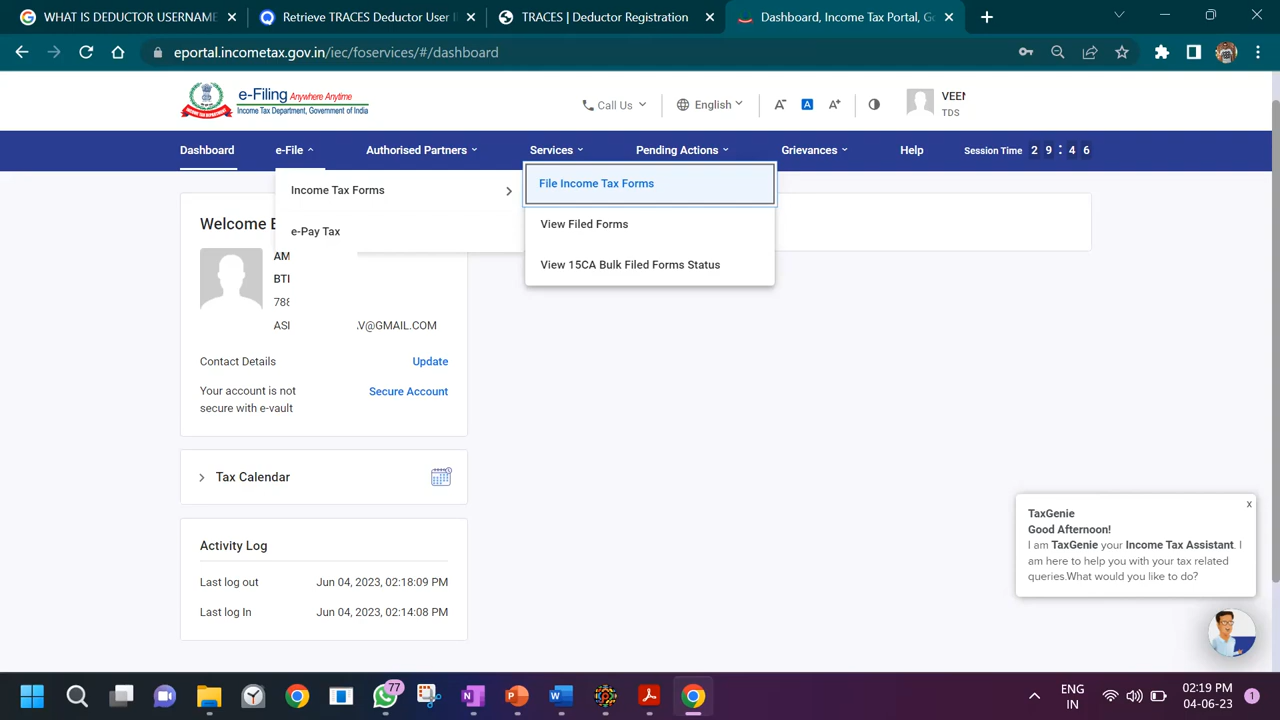 WHAT IS DEDUCTOR USERNAME
Retrieve TRACES Deductor User I
TRACES | Deductor Registration
Dashboard, Income Tax Portal, Go
eportal.incometax.gov.in/iec/foservices/#/dashboard
e-Filing Anywhere Anytime
Income Tax Department, Government of India
Call Us
English
A-
A
A+
VEEN
TDS
Dashboard
e-File
Authorised Partners
Services
Pending Actions
Grievances
Help
Session Time 2 9 : 4 6
Income Tax Forms
e-Pay Tax
File Income Tax Forms
View Filed Forms
View 15CA Bulk Filed Forms Status
Welcome
AM
BTI
788
ASI V@GMAIL.COM
Contact Details Update
Your account is not
secure with e-vault
Secure Account
Tax Calendar
Activity Log
Last log out Jun 04, 2023, 02:18:09 PM
Last log In Jun 04, 2023, 02:14:08 PM
x
TaxGenie
Good Afternoon!
I am TaxGenie your Income Tax Assistant. I
am here to help you with your tax related
queries.What would you like to do?
77
ENG
IN
02:19 PM
04-06-23
1